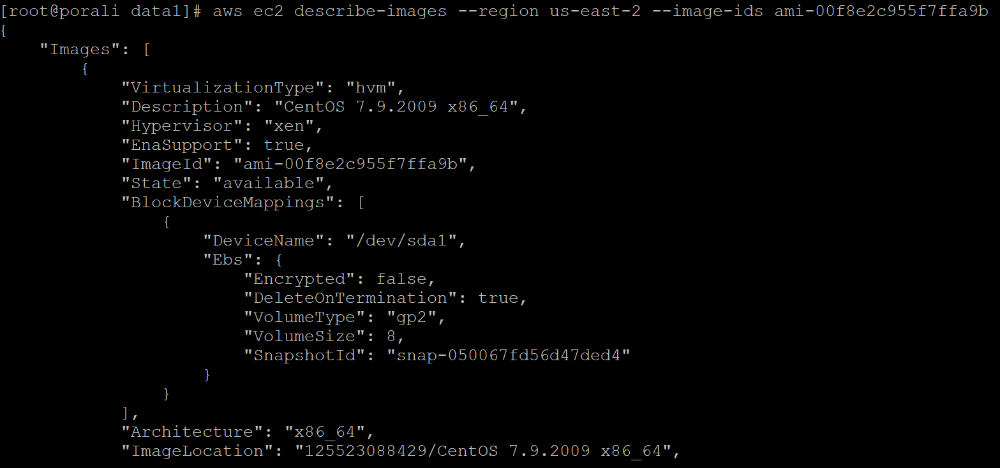 [root@porali data1]# aws ec2 describe-images --region us-east-2 --image-ids ami-00f8e2c955f7ffa9b
{
    "Images": [
        {
            "VirtualizationType": "hvm",
            "Description": "CentOS 7.9.2009 x86_64",
            "Hypervisor": "xen",
            "EnaSupport": true,
            "ImageId": "ami-00f8e2c955f7ffa9b",
            "State": "available",
            "BlockDeviceMappings": [
                {
                    "DeviceName": "/dev/sda1",
                    "Ebs": {
                        "Encrypted": false,
                        "DeleteOnTermination": true,
                        "VolumeType": "gp2",
                        "VolumeSize": 8,
                        "SnapshotId": "snap-050067fd56d47ded4"
                    }
                }
            ],
            "Architecture": "x86_64",
            "ImageLocation": "125523088429/CentOS 7.9.2009 x86_64",